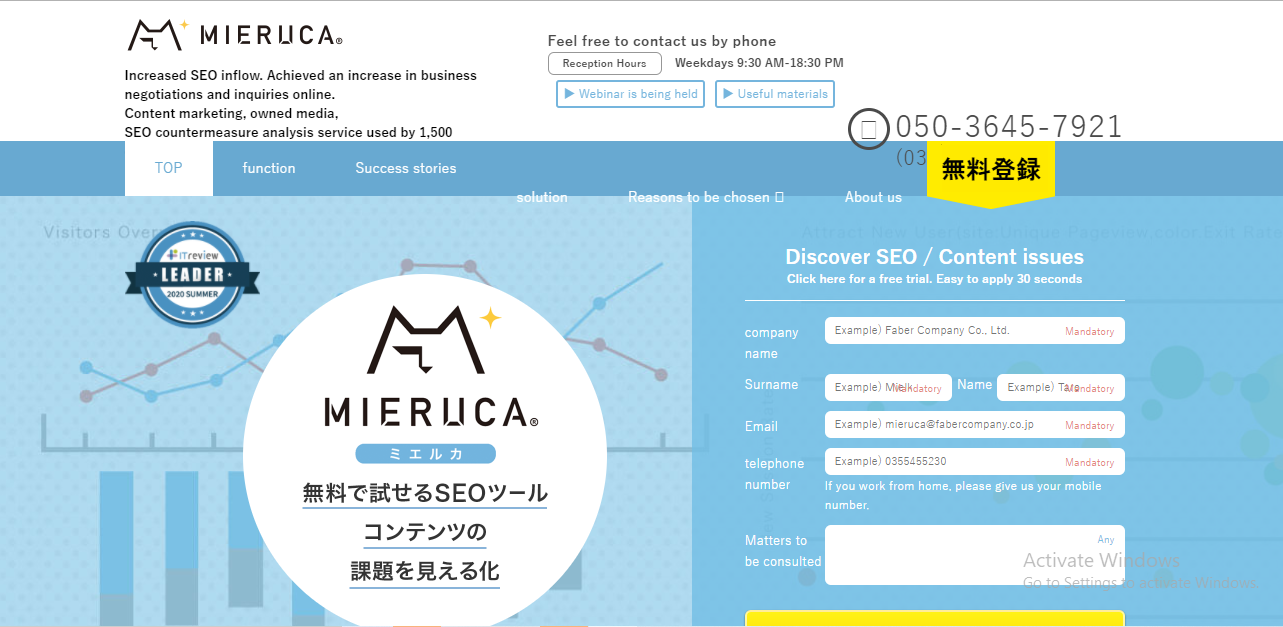 MIERUCA®
Increased SEO inflow. Achieved an increase in business
negotiations and inquiries online.
Content marketing, owned media,
SEO countermeasure analysis service used by 1,500
Feel free to contact us by phone
Reception Hours
Weekdays 9:30 AM-18:30 PM
▶ Webinar is being held
▶ Useful materials
050-3645-7921
(03
TOP
function
Success stories
solution
Reasons to be chosen
About us
無料登録
Visitors Over
Attract New User(site,Unique Pageview,color,Exit Rate
ITreview
LEADER
2020 SUMMER
MIERUCA®
ミエルカ
無料で試せるSEOツール
コンテンツの
課題を見える化
Discover SEO / Content issues
Click here for a free trial. Easy to apply 30 seconds
company
name
Example) Faber Company Co., Ltd.
Mandatory
Surname
Example)
Mandatory
Name
Example)
Mandatory
Email
Example) mieruca@fabercompany.co.jp
Mandatory
telephone
number
Example) 0355455230
Mandatory
If you work from home, please give us your mobile
number.
Matters to
be consulted
Any
Activate Windows
Go to Settings to activate Windows.